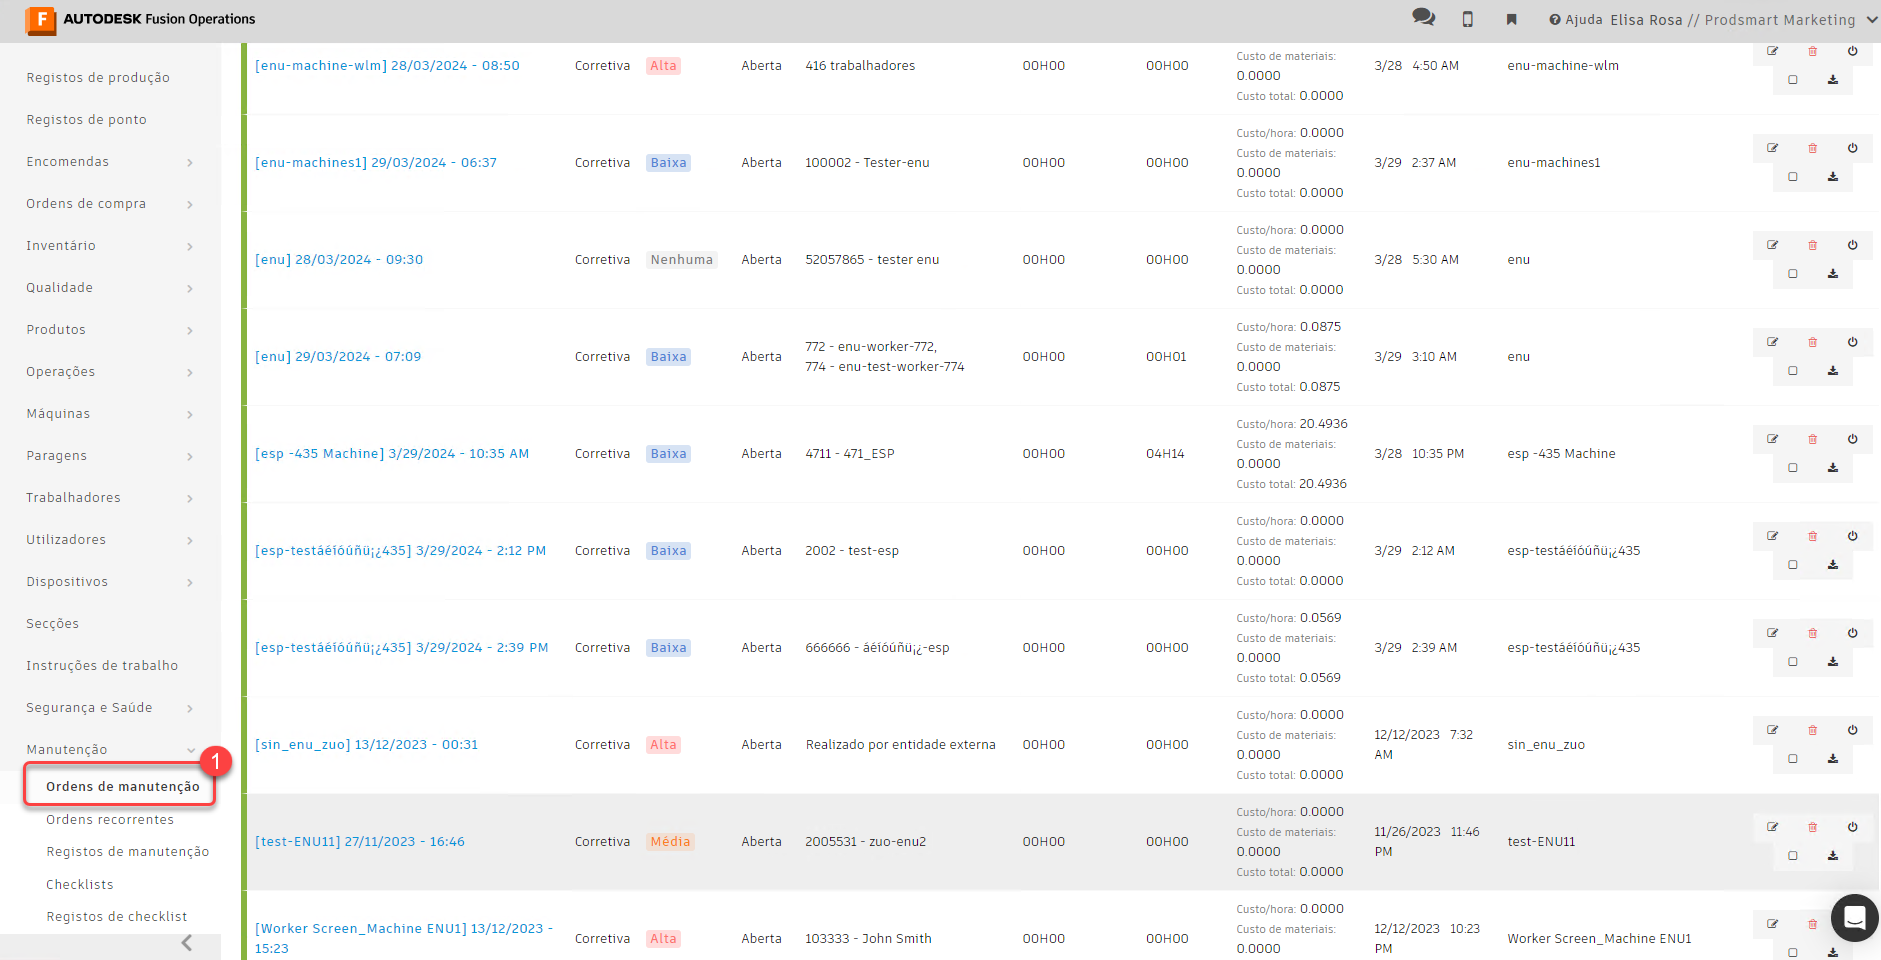 F AUTODESK Fusion Operations
Ajuda Elisa Rosa // Prodsmart Marketing
Registos de produção
Registos de ponto
Encomendas
Ordens de compra
Inventário
Qualidade
Produtos
Operações
Máquinas
Paragens
Trabalhadores
Utilizadores
Dispositivos
Secções
Instruções de trabalho
Segurança e Saúde
Manutenção
1
Ordens de manutenção
Ordens recorrentes
Registos de manutenção
Checklists
Registos de checklist
Custo de materiais:
[enu-machine-wlm] 28/03/2024 - 08:50 Corretiva Alta Aberta 416 trabalhadores 00H00 00H00 0.0000 3/28 4:50 AM enu-machine-wlm
Custo total: 0.0000
Custo/hora: 0.0000
Custo de materiais:
[enu-machines1] 29/03/2024 - 06:37 Corretiva Baixa Aberta 100002 - Tester-enu 00H00 00H00 0.0000 3/29 2:37 AM enu-machines1
Custo total: 0.0000
Custo/hora: 0.0000
Custo de materiais:
[enu] 28/03/2024 - 09:30 Corretiva Nenhuma Aberta 52057865 - tester enu 00H00 00H00 0.0000 3/28 5:30 AM enu
Custo total: 0.0000
Custo/hora: 0.0875
772 - enu-worker-772, Custo de materiais:
[enu] 29/03/2024 - 07:09 Corretiva Baixa Aberta 774 - enu-test-worker-774 00H00 00H01 0.0000 3/29 3:10 AM enu
Custo total: 0.0875
Custo/hora: 20.4936
Custo de materiais:
[esp -435 Machine] 3/29/2024 - 10:35 AM Corretiva Baixa Aberta 4711 - 471_ESP 00H00 04H14 0.0000 3/28 10:35 PM esp -435 Machine
Custo total: 20.4936
Custo/hora: 0.0000
Custo de materiais:
[esp-testáéíóúñü¡¿435] 3/29/2024 - 2:12 PM Corretiva Baixa Aberta 2002 - test-esp 00H00 00H00 0.0000 3/29 2:12 AM esp-testáéíóúñü¡¿435
Custo total: 0.0000
Custo/hora: 0.0569
Custo de materiais:
[esp-testáéíóúñü¡¿435] 3/29/2024 - 2:39 PM Corretiva Baixa Aberta 666666 - áéíóúñü¡¿-esp 00H00 00H00 0.0000 3/29 2:39 AM esp-testáéíóúñü¡¿435
Custo total: 0.0569
Custo/hora: 0.0000
Custo de materiais:
[sin_enu_zuo] 13/12/2023 - 00:31 Corretiva Alta Aberta Realizado por entidade externa 00H00 00H00 0.0000 12/12/2023 7:32 AM sin_enu_zuo
Custo total: 0.0000
Custo/hora: 0.0000
Custo de materiais:
[test-ENU11] 27/11/2023 - 16:46 Corretiva Média Aberta 2005531 - zuo-enu2 00H00 00H00 0.0000 11/26/2023 11:46 PM test-ENU11
Custo total: 0.0000
Custo/hora: 0.0000
Custo de materiais:
[Worker Screen_Machine ENU1] 13/12/2023 - 15:23 Corretiva Alta Aberta 103333 - John Smith 00H00 00H00 0.0000 12/12/2023 10:23 PM Worker Screen_Machine ENU1